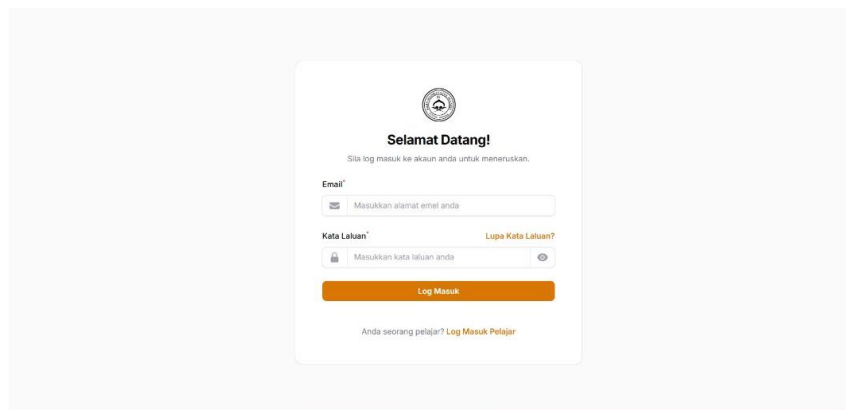 Selamat Datang!
Sila log masuk ke akaun anda untuk meneruskan.
Email*
Masukkan alamat emel anda
Kata Laluan* Lupa Kata Laluan?
Masukkan kata laluan anda
Log Masuk
Anda seorang pelajar? Log Masuk Pelajar